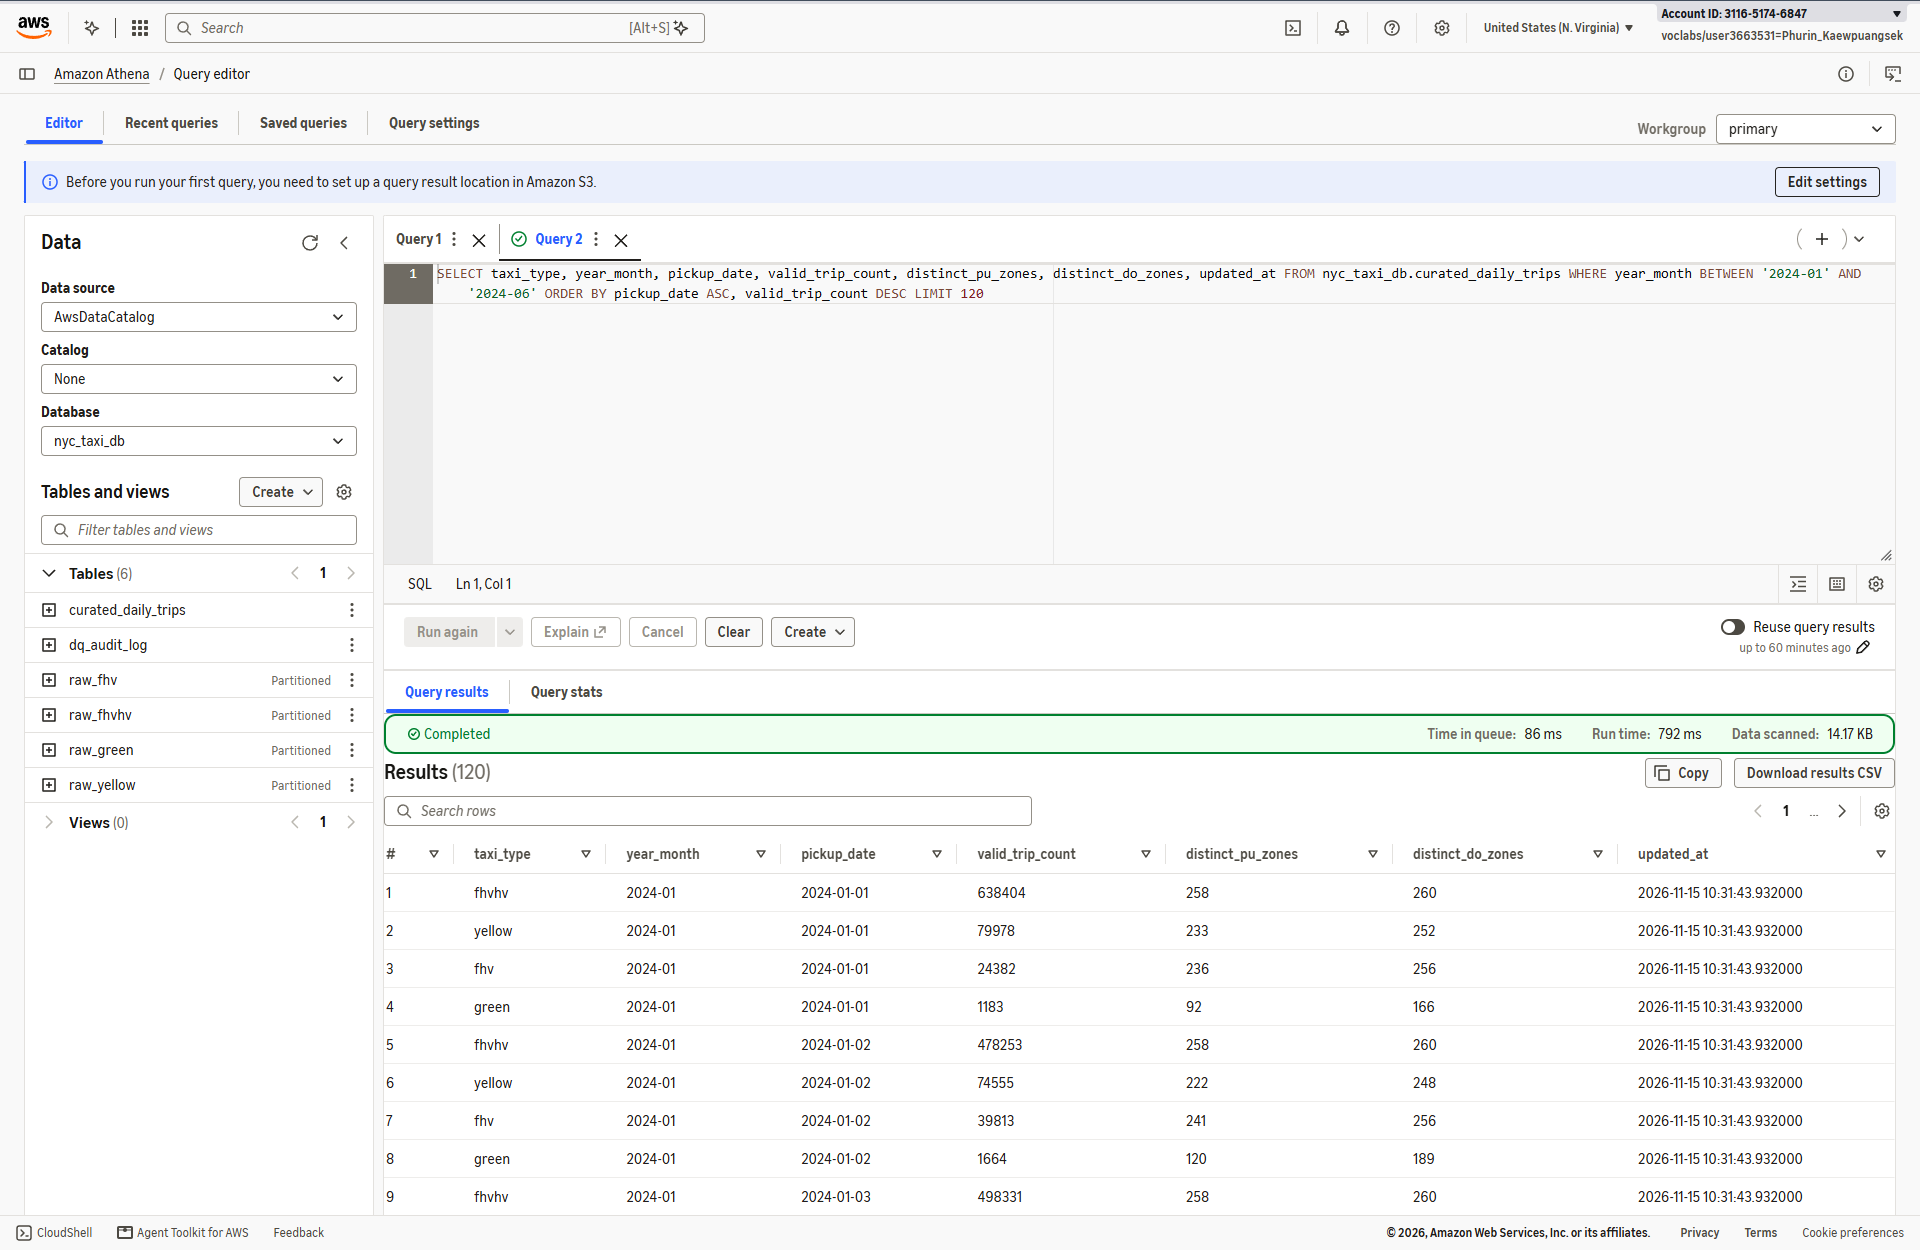 aws
Search
[Alt+S]
United States (N. Virginia)
Account ID: 3116-5174-6847
voclabs/user3663531=Phurin_Kaewpuangsek
Amazon Athena / Query editor
Editor
Recent queries
Saved queries
Query settings
Workgroup
primary
Before you run your first query, you need to set up a query result location in Amazon S3.
Edit settings
Data
Data source
AwsDataCatalog
Catalog
None
Database
nyc_taxi_db
Tables and views
Create
Filter tables and views
Tables (6)
1
curated_daily_trips
dq_audit_log
raw_fhv Partitioned
raw_fhvhv Partitioned
raw_green Partitioned
raw_yellow Partitioned
Views (0)
1
Query 1
Query 2
1
SELECT taxi_type, year_month, pickup_date, valid_trip_count, distinct_pu_zones, distinct_do_zones, updated_at FROM nyc_taxi_db.curated_daily_trips WHERE year_month BETWEEN '2024-01' AND
'2024-06' ORDER BY pickup_date ASC, valid_trip_count DESC LIMIT 120
SQL
Ln 1, Col 1
Run again
Explain
Cancel
Clear
Create
Reuse query results
up to 60 minutes ago
Query results
Query stats
Completed
Time in queue: 86 ms
Run time: 792 ms
Data scanned: 14.17 KB
Results (120)
Copy
Download results CSV
Search rows
1 ...
# taxi_type year_month pickup_date valid_trip_count distinct_pu_zones distinct_do_zones updated_at
1 fhvhv 2024-01 2024-01-01 638404 258 260 2026-11-15 10:31:43.932000
2 yellow 2024-01 2024-01-01 79978 233 252 2026-11-15 10:31:43.932000
3 fhv 2024-01 2024-01-01 24382 236 256 2026-11-15 10:31:43.932000
4 green 2024-01 2024-01-01 1183 92 166 2026-11-15 10:31:43.932000
5 fhvhv 2024-01 2024-01-02 478253 258 260 2026-11-15 10:31:43.932000
6 yellow 2024-01 2024-01-02 74555 222 248 2026-11-15 10:31:43.932000
7 fhv 2024-01 2024-01-02 39813 241 256 2026-11-15 10:31:43.932000
8 green 2024-01 2024-01-02 1664 120 189 2026-11-15 10:31:43.932000
9 fhvhv 2024-01 2024-01-03 498331 258 260 2026-11-15 10:31:43.932000
CloudShell
Agent Toolkit for AWS
Feedback
© 2026, Amazon Web Services, Inc. or its affiliates.
Privacy
Terms
Cookie preferences